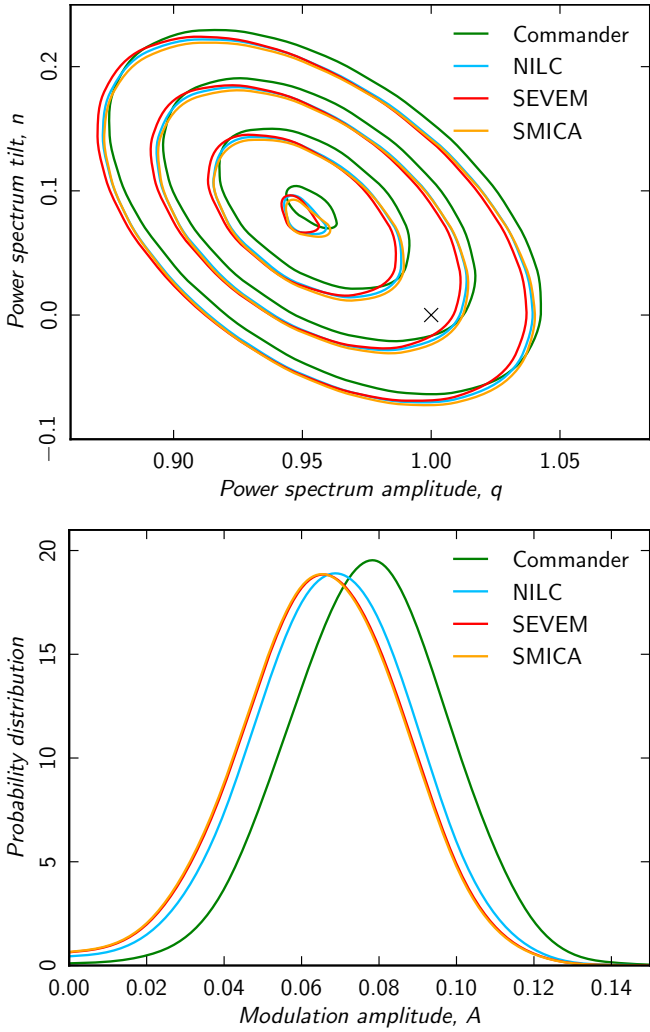 Commander
NILC
SEVEM
SMICA
Power spectrum tilt, n
0.2
0.1
0.0
−0.1
0.90 0.95 1.00 1.05
Power spectrum amplitude, q
Commander
NILC
SEVEM
SMICA
Probability distribution
20
15
10
5
0
0.00 0.02 0.04 0.06 0.08 0.10 0.12 0.14
Modulation amplitude, A